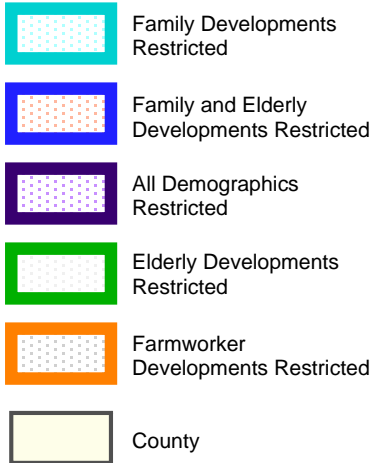 Family Developments
Restricted
Family and Elderly
Developments Restricted
All Demographics
Restricted
Elderly Developments
Restricted
Farmworker
Developments Restricted
County